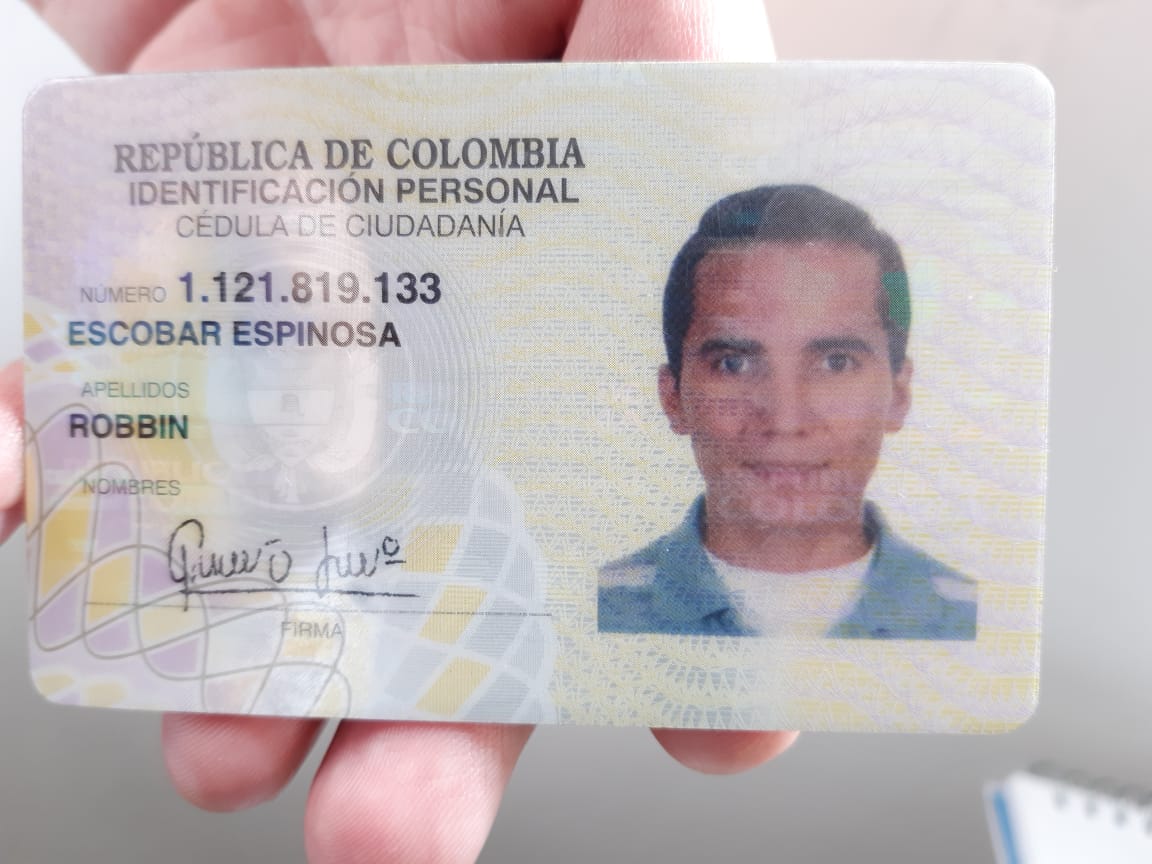 REPÚBLICA DE COLOMBIA
IDENTIFICACIÓN PERSONAL
CÉDULA DE CIUDADANÍA
NÚMERO 1.121.819.133
ESCOBAR ESPINOSA
APELLIDOS
ROBBIN
NOMBRES
FIRMA